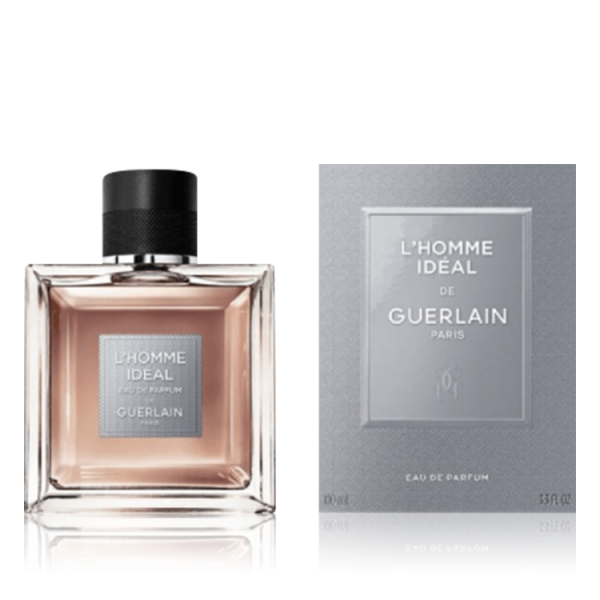 L'HOMME
IDÉAL
EAU DE PARFUM
DE
GUERLAIN
PARIS
L'HOMME
IDÉAL
DE
GUERLAIN
PARIS
EAU DE PARFUM
100 ml
3.3 FL OZ